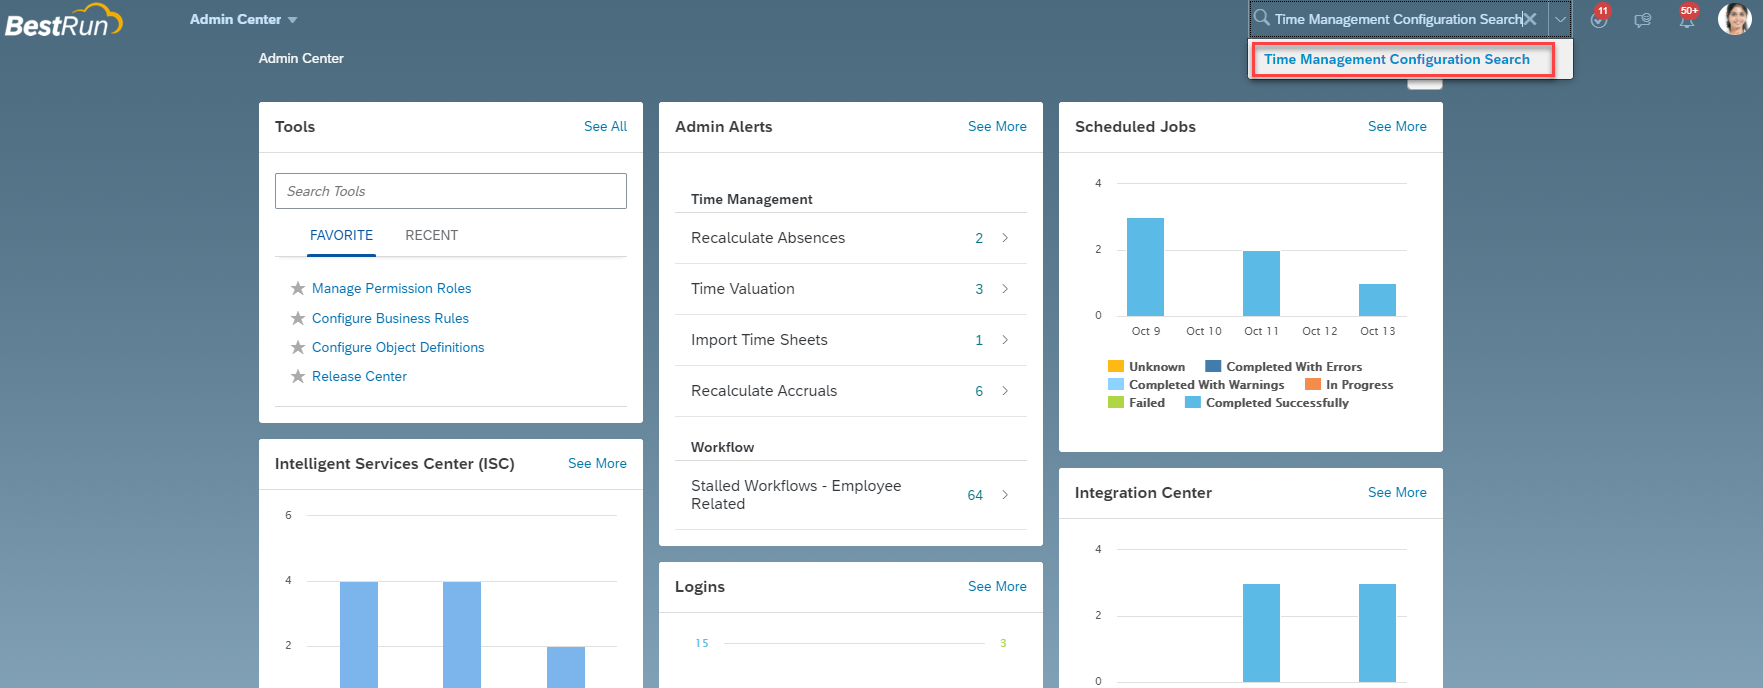 BestRun
Admin Center
Time Management Configuration Search
11
50+
Time Management Configuration Search
Admin Center
Tools
See All
Search Tools
FAVORITE
RECENT
Manage Permission Roles
Configure Business Rules
Configure Object Definitions
Release Center
Intelligent Services Center (ISC)
See More
6
4
2
Admin Alerts
See More
Time Management
Recalculate Absences 2
Time Valuation 3
Import Time Sheets 1
Recalculate Accruals 6
Workflow
Stalled Workflows - Employee
Related
64
Logins
See More
15
3
Scheduled Jobs
See More
4
2
0
Oct 9 Oct 10 Oct 11 Oct 12 Oct 13
Unknown Completed With Errors
Completed With Warnings In Progress
Failed Completed Successfully
Integration Center
See More
4
2
0